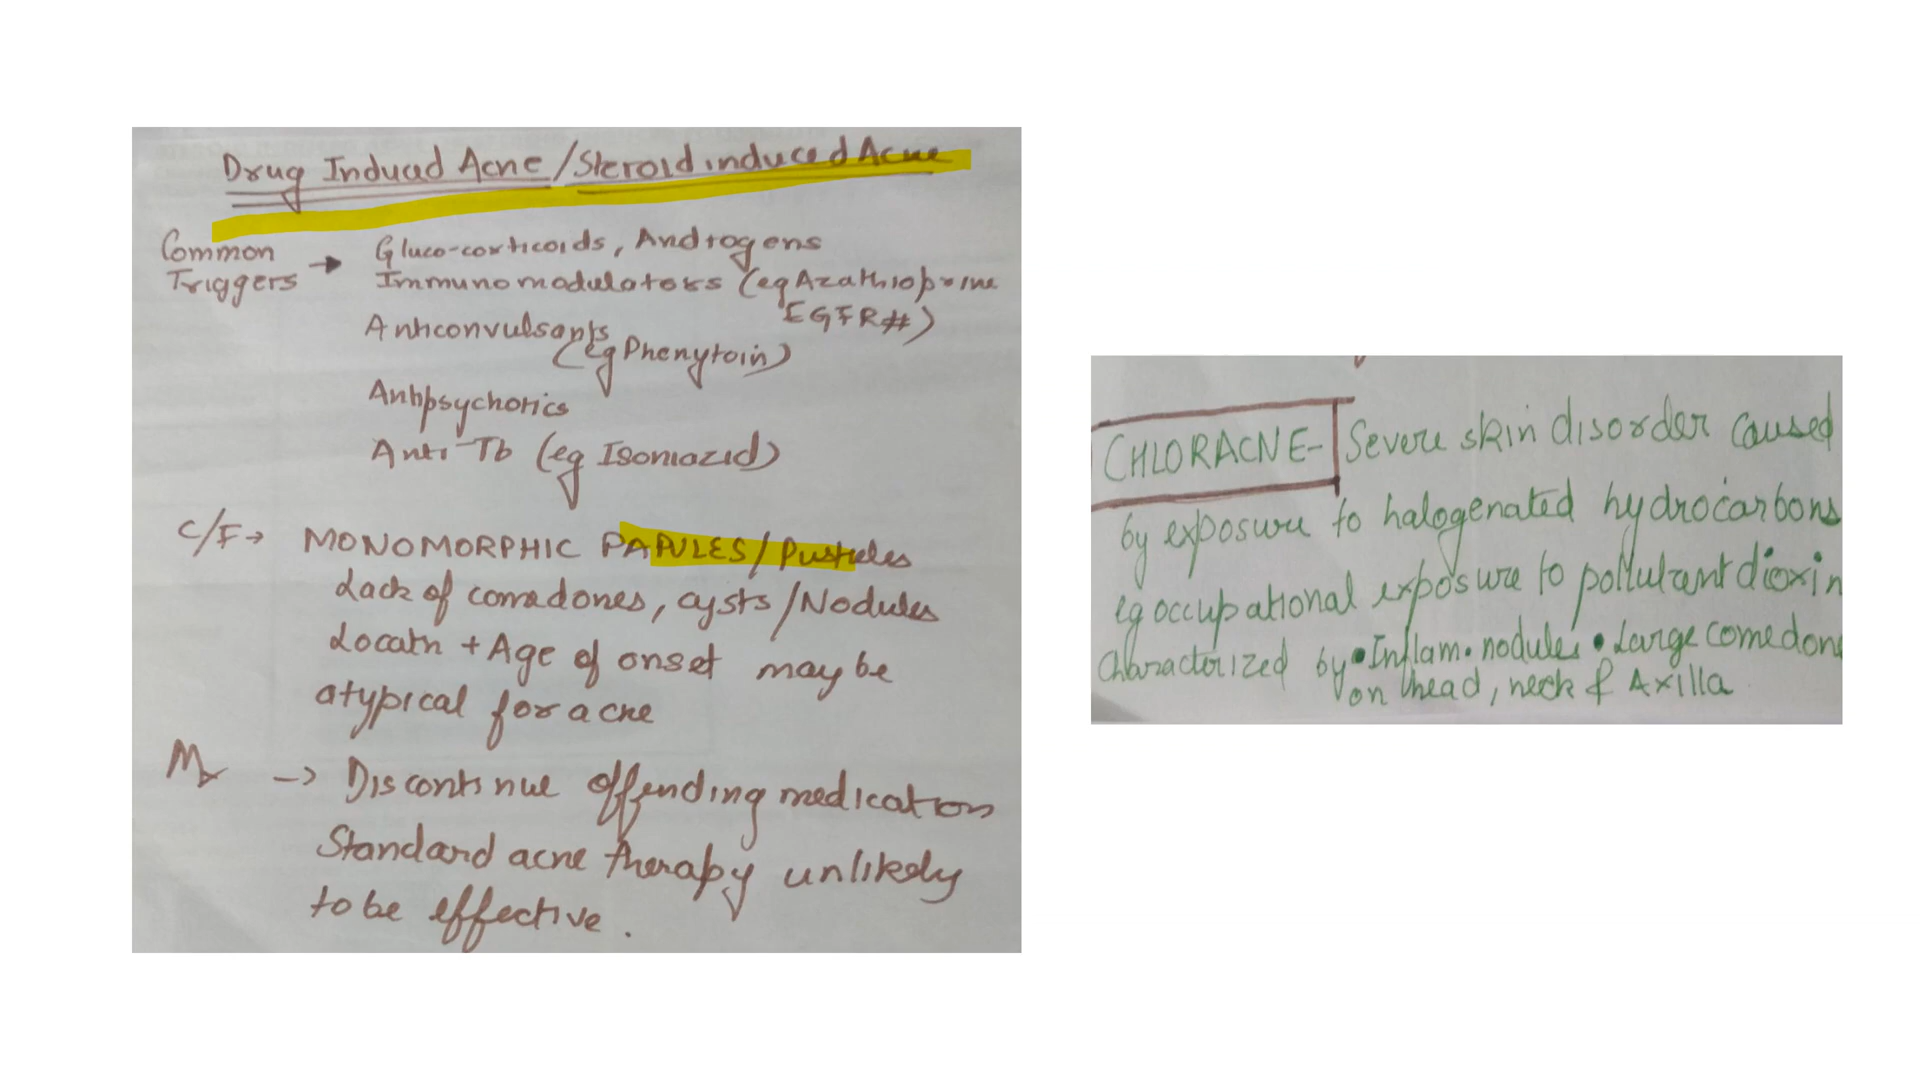 Drug Induced Acne/Steroid induced Acne
Common Triggers → Gluco-corticoids, Androgens
Immunomodulators (eg Azathioprine
EGFR#)
Anticonvulsants
(eg Phenytoin)
Antipsychotics
Anti-Tb (eg Isoniazid)
C/F → MONOMORPHIC PAPULES/Pustules
Lack of comedones, cysts/Nodules
Locatn + Age of onset may be
atypical for acne
Mx -> Discontinue offending medication
Standard acne therapy unlikely
to be effective.
CHLORACNE- Severe skin disorder caused
by exposure to halogenated hydrocarbons
eg occupational exposure to pollutant dioxin
Characterized by • Inflam. nodules • Large comedone
on head, neck & Axilla